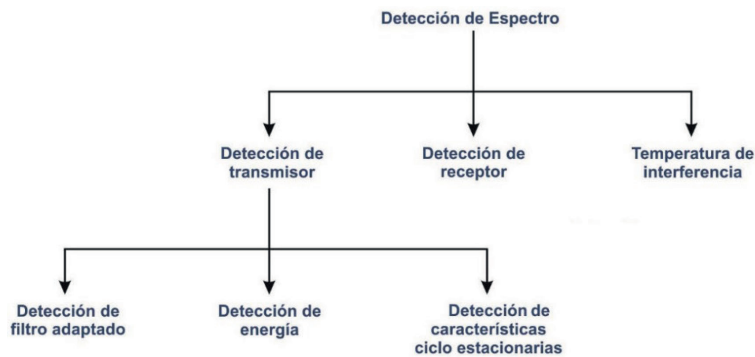 Detección de Espectro
Detección de
transmisor
Detección de
receptor
Temperatura de
interferencia
Detección de
filtro adaptado
Detección de
energía
Detección de
características
ciclo estacionarias